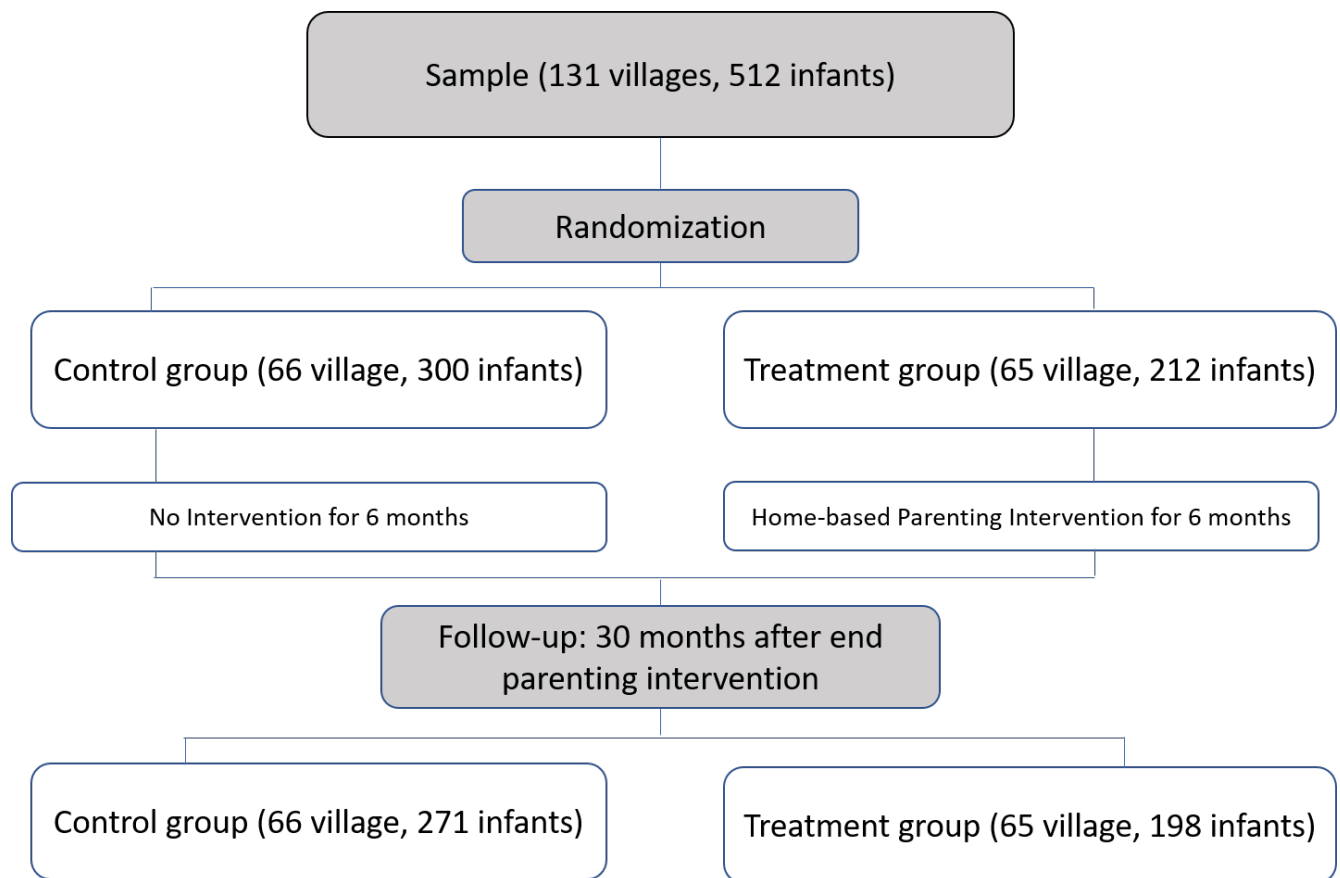 Sample (131 villages, 512 infants)
Randomization
Control group (66 village, 300 infants)
Treatment group (65 village, 212 infants)
No Intervention for 6 months
Home-based Parenting Intervention for 6 months
Follow-up: 30 months after end
parenting intervention
Control group (66 village, 271 infants)
Treatment group (65 village, 198 infants)